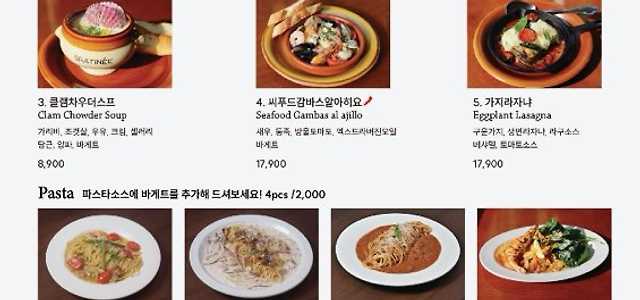 3. 클램차우더스프
Clam Chowder Soup
가리비, 조갯살, 우유, 크림, 셀러리
당근, 양파, 바게트
8,900
4. 씨푸드감바스알아히요
Seafood Gambas al ajillo
새우, 동죽, 방울토마토, 엑스트라버진오일
바게트
17,900
5. 가지라자냐
Eggplant Lasagna
구운가지, 생면라자냐, 라구소스
베샤멜, 토마토소스
17,900
Pasta 파스타소스에 바게트를 추가해 드셔보세요! 4pcs /2,000